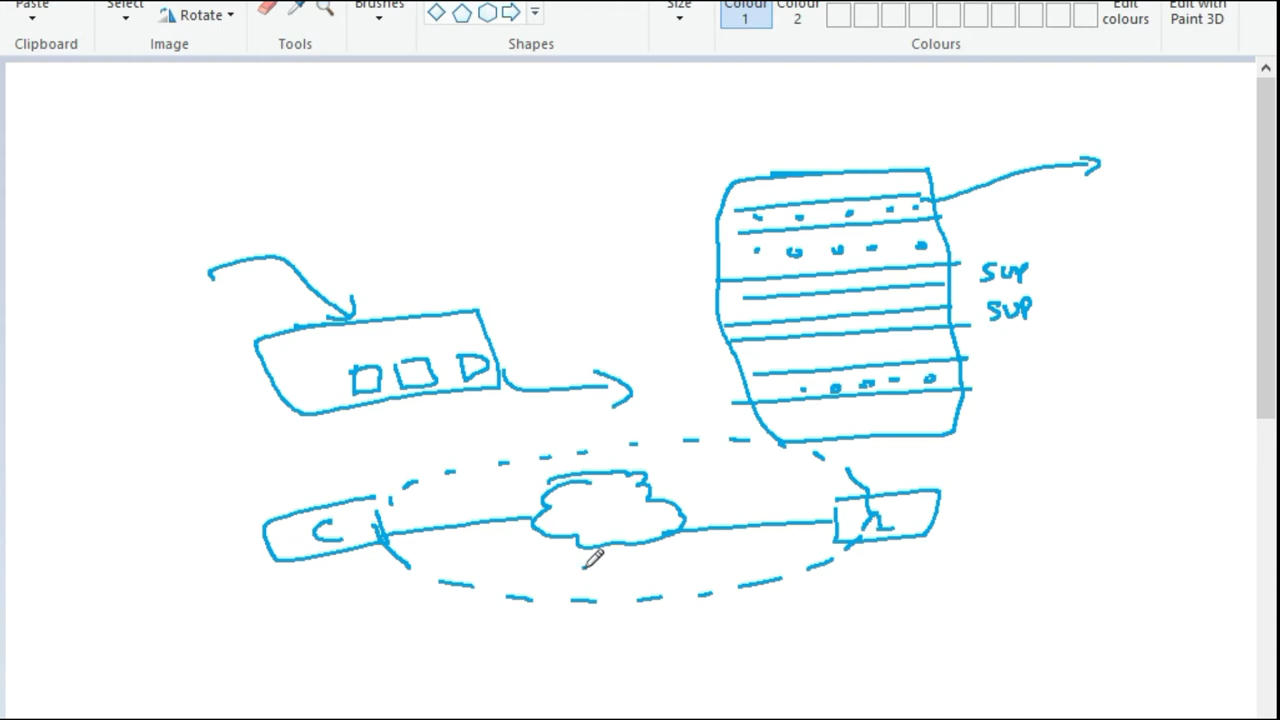 Paste
Select
Rotate
Brushes
Size
Colour 1
Colour 2
Edit colours
Edit with Paint 3D
Clipboard
Image
Tools
Shapes
Colours
SUP
SUP
C